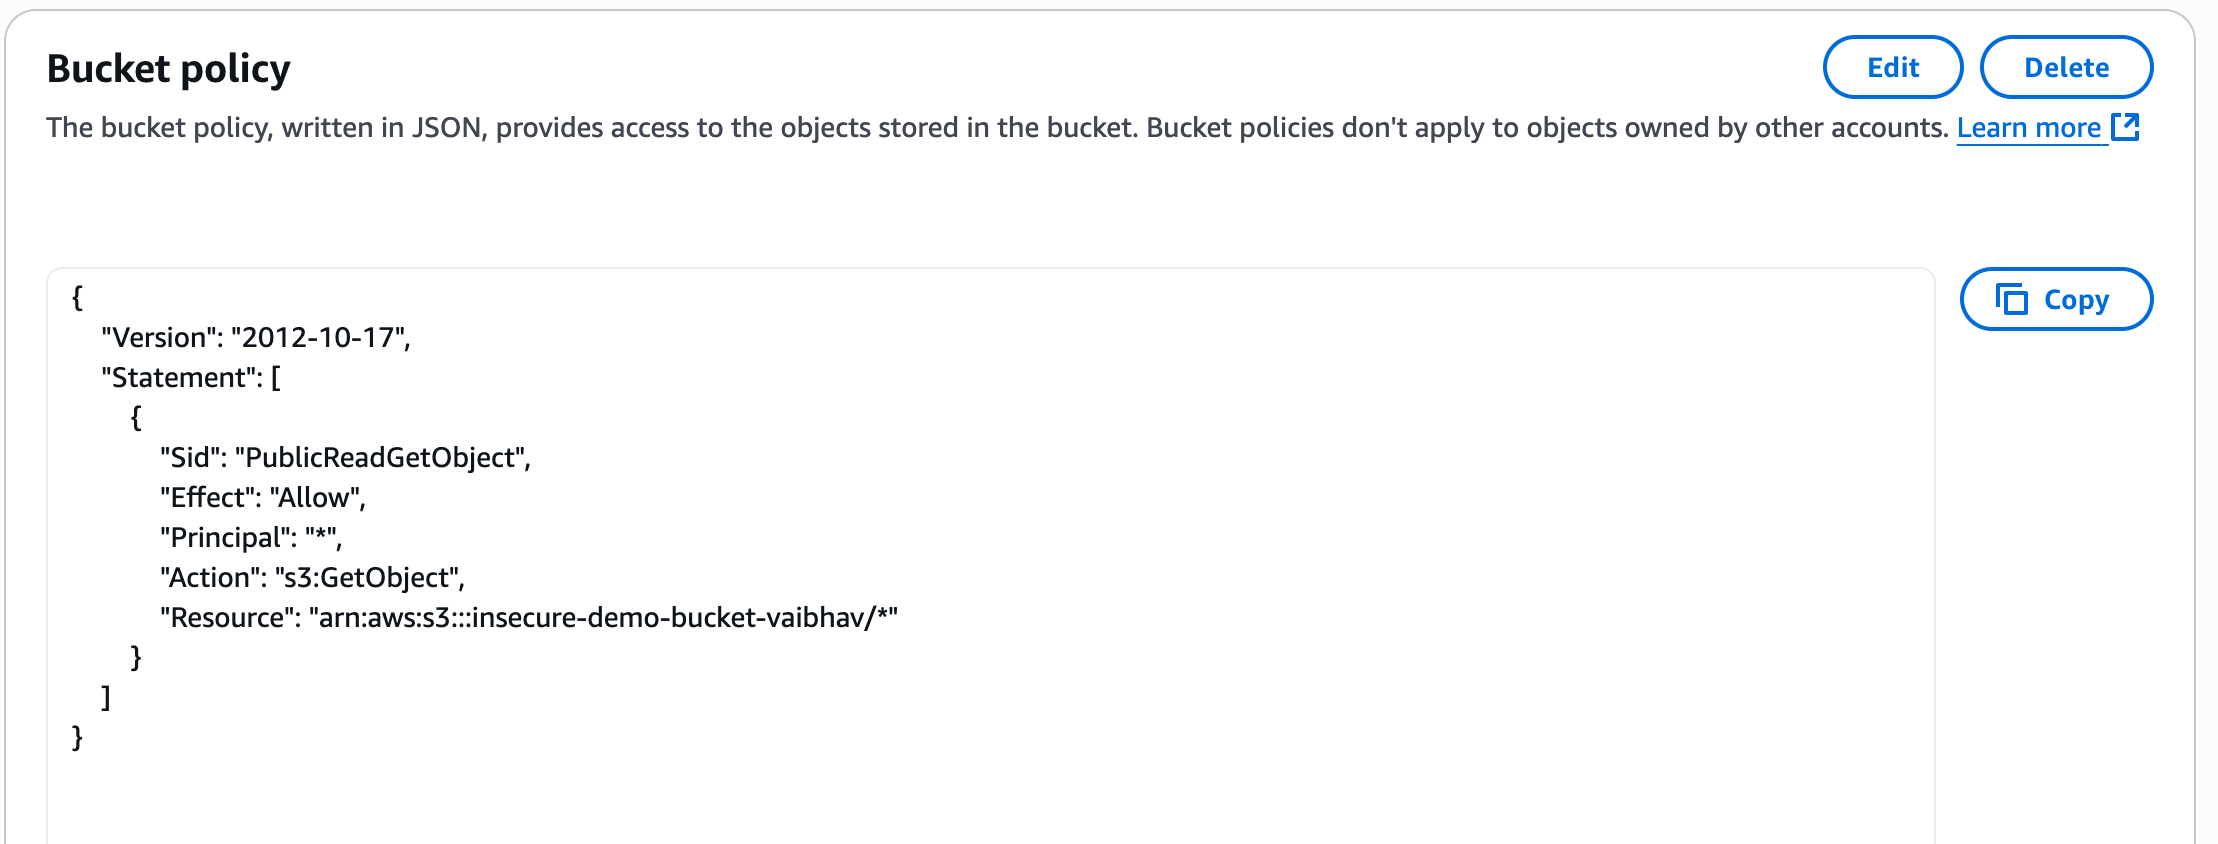 Bucket policy
Edit
Delete
The bucket policy, written in JSON, provides access to the objects stored in the bucket. Bucket policies don't apply to objects owned by other accounts. Learn more
Copy
{
    "Version": "2012-10-17",
    "Statement": [
        {
            "Sid": "PublicReadGetObject",
            "Effect": "Allow",
            "Principal": "*",
            "Action": "s3:GetObject",
            "Resource": "arn:aws:s3:::insecure-demo-bucket-vaibhav/*"
        }
    ]
}